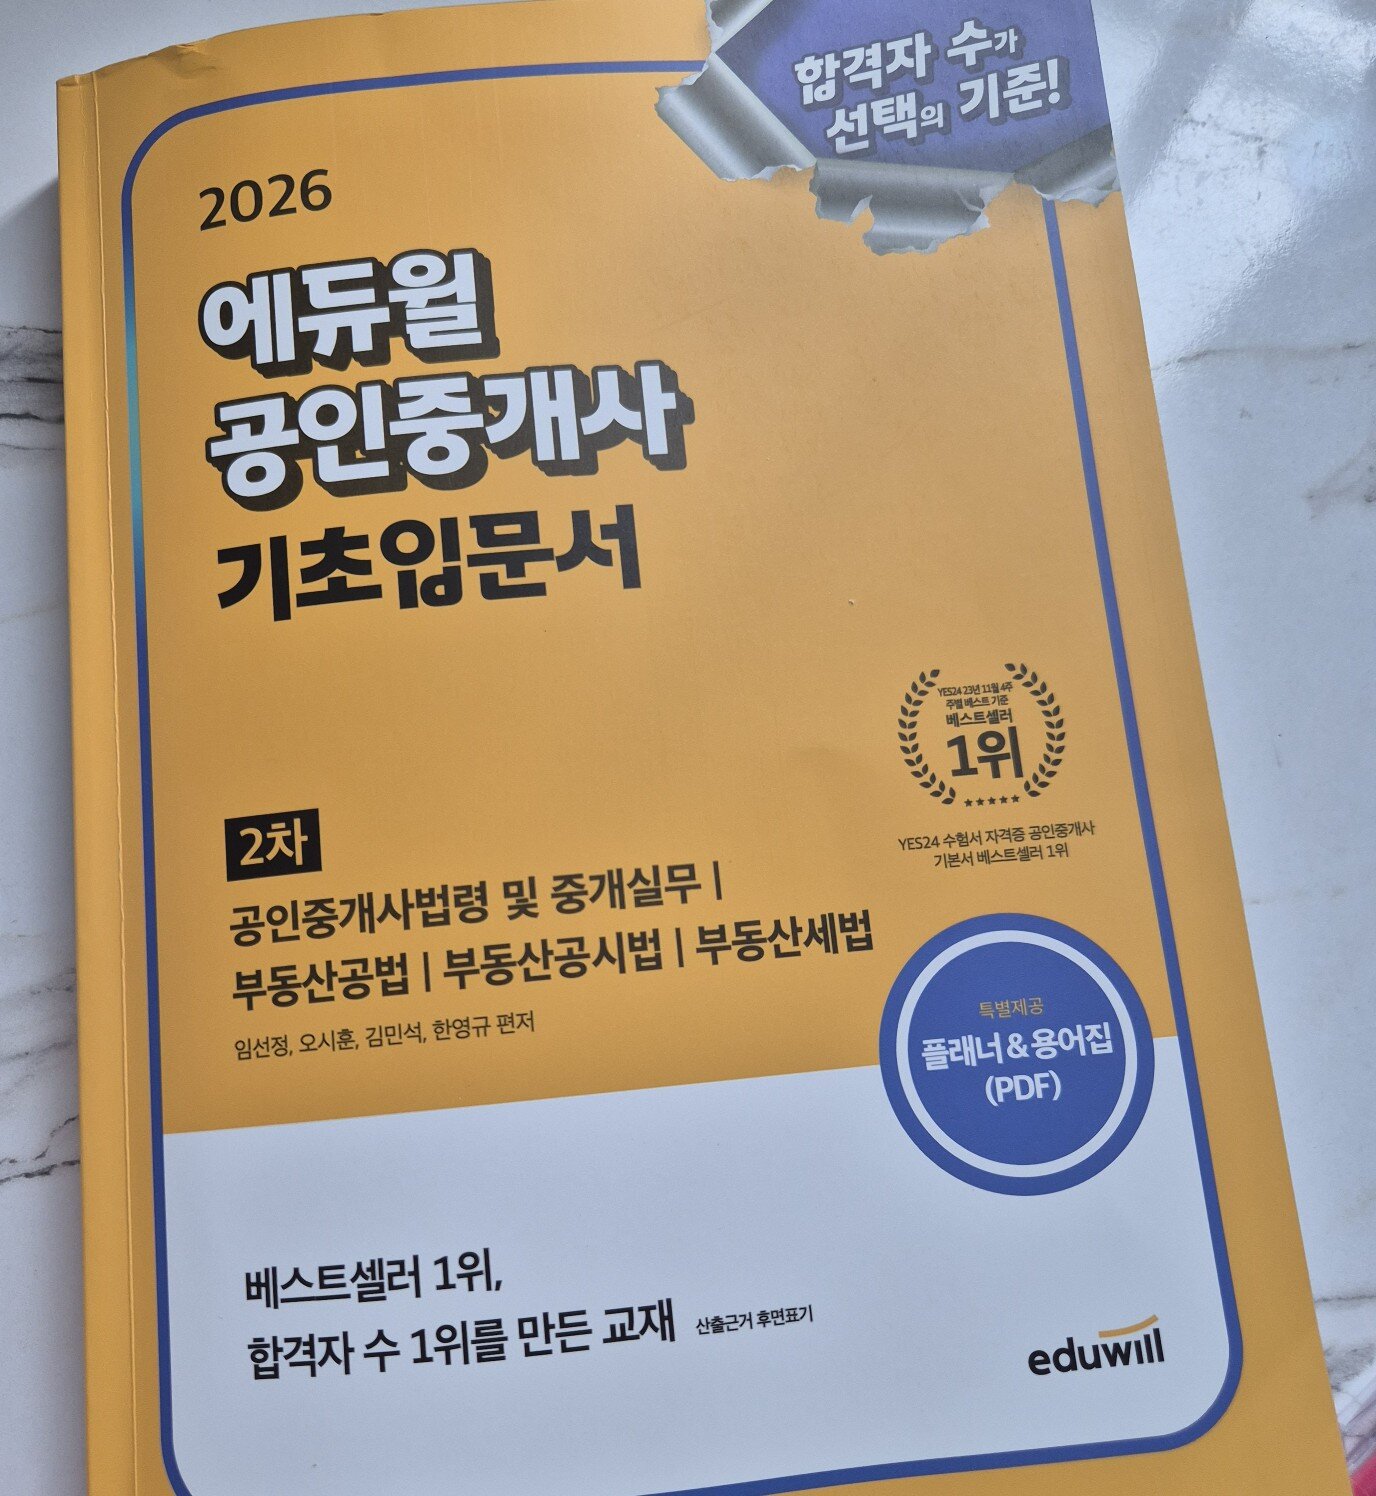 합격자 수가
선택의 기준!
2026
에듀윌
공인중개사
기초입문서
YES24 23년 11월 4주
주별 베스트 기준
베스트셀러
1위
YES24 수험서 자격증 공인중개사
기본서 베스트셀러 1위
2차
공인중개사법령 및 중개실무 |
부동산공법 | 부동산공시법 | 부동산세법
임선정, 오시훈, 김민석, 한영규 편저
특별제공
플래너&용어집
(PDF)
베스트셀러 1위,
합격자 수 1위를 만든 교재 산출근거 후면표기
eduwill